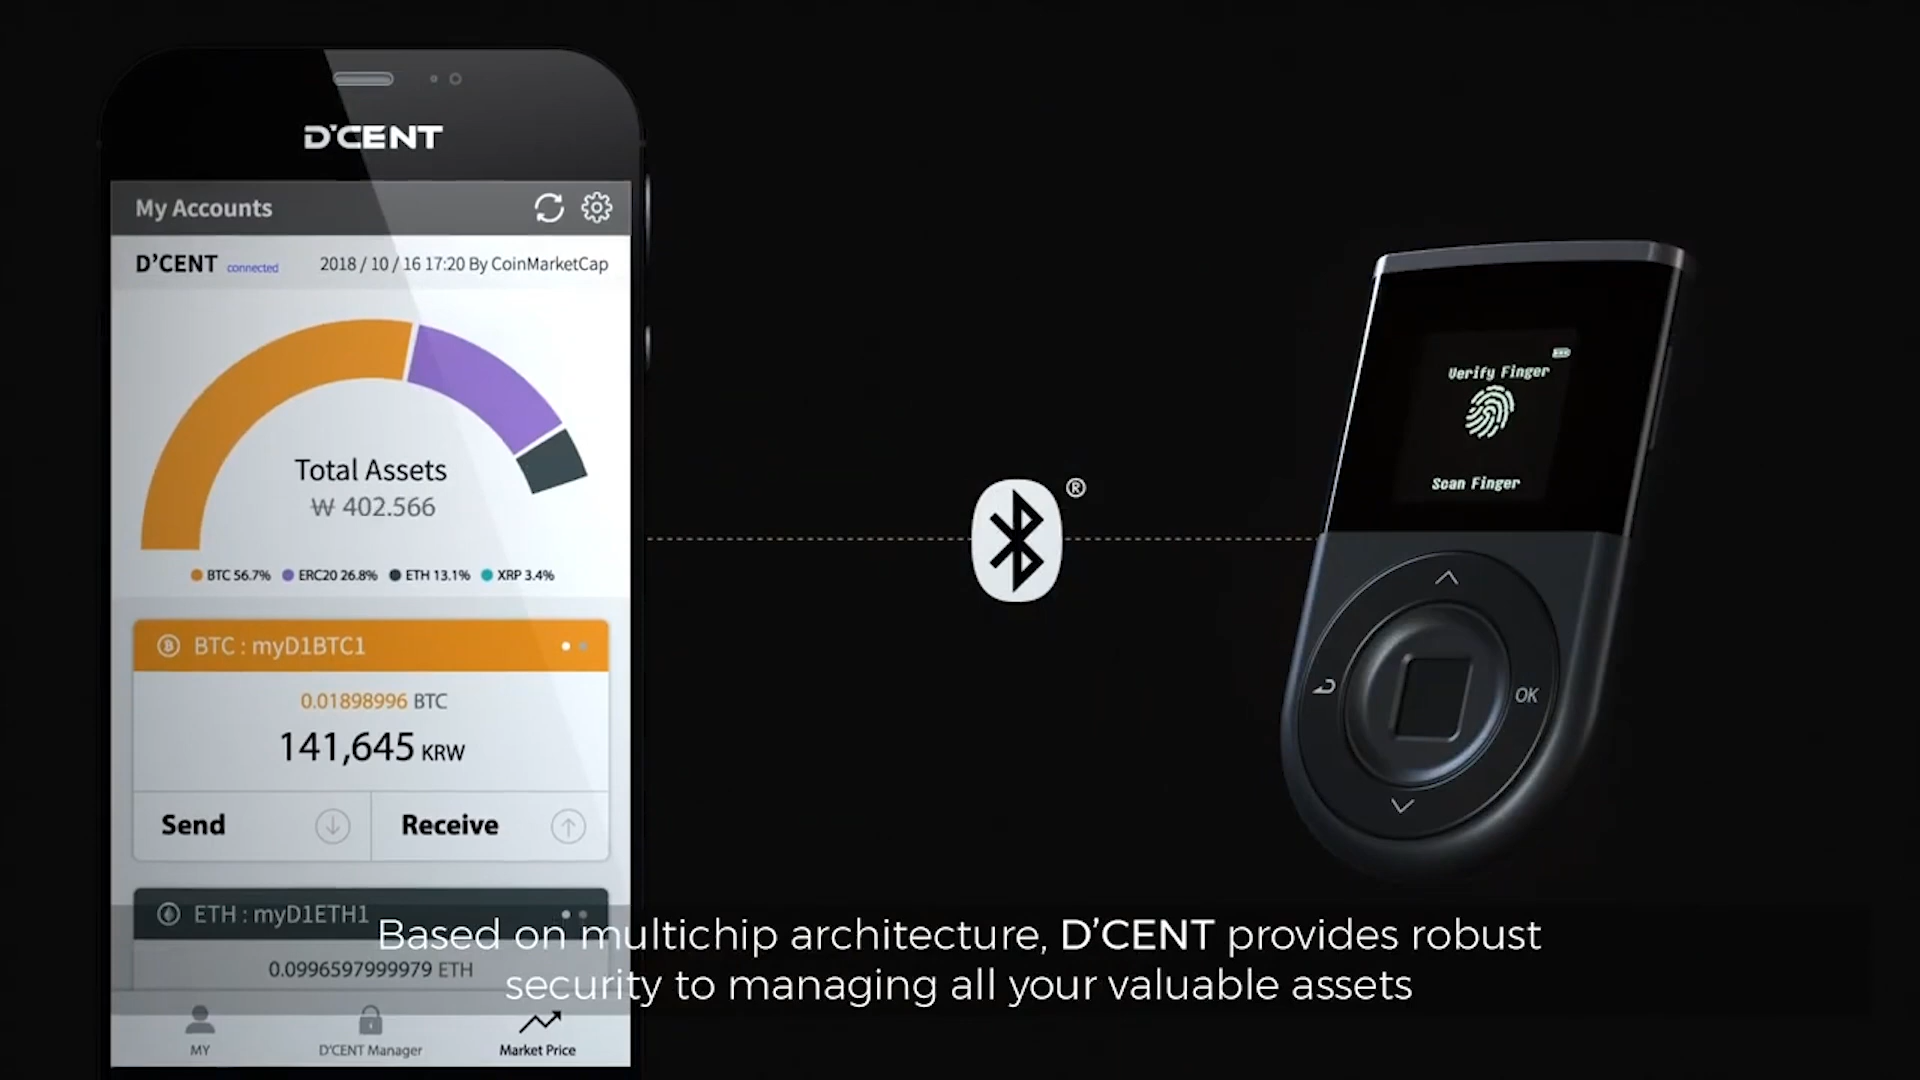 D'CENT
My Accounts
D'CENT connected 2018 / 10 / 16 17:20 By CoinMarketCap
Total Assets
₩ 402.566
BTC 56.7% ERC20 26.8% ETH 13.1% XRP 3.4%
BTC : myD1BTC1
0.01898996 BTC
141,645 KRW
Send Receive
ETH : myD1ETH1
0.0996597999979 ETH
MY D'CENT Manager Market Price
®
Verify Finger
Scan Finger
OK
Based on multichip architecture, D'CENT provides robust
security to managing all your valuable assets